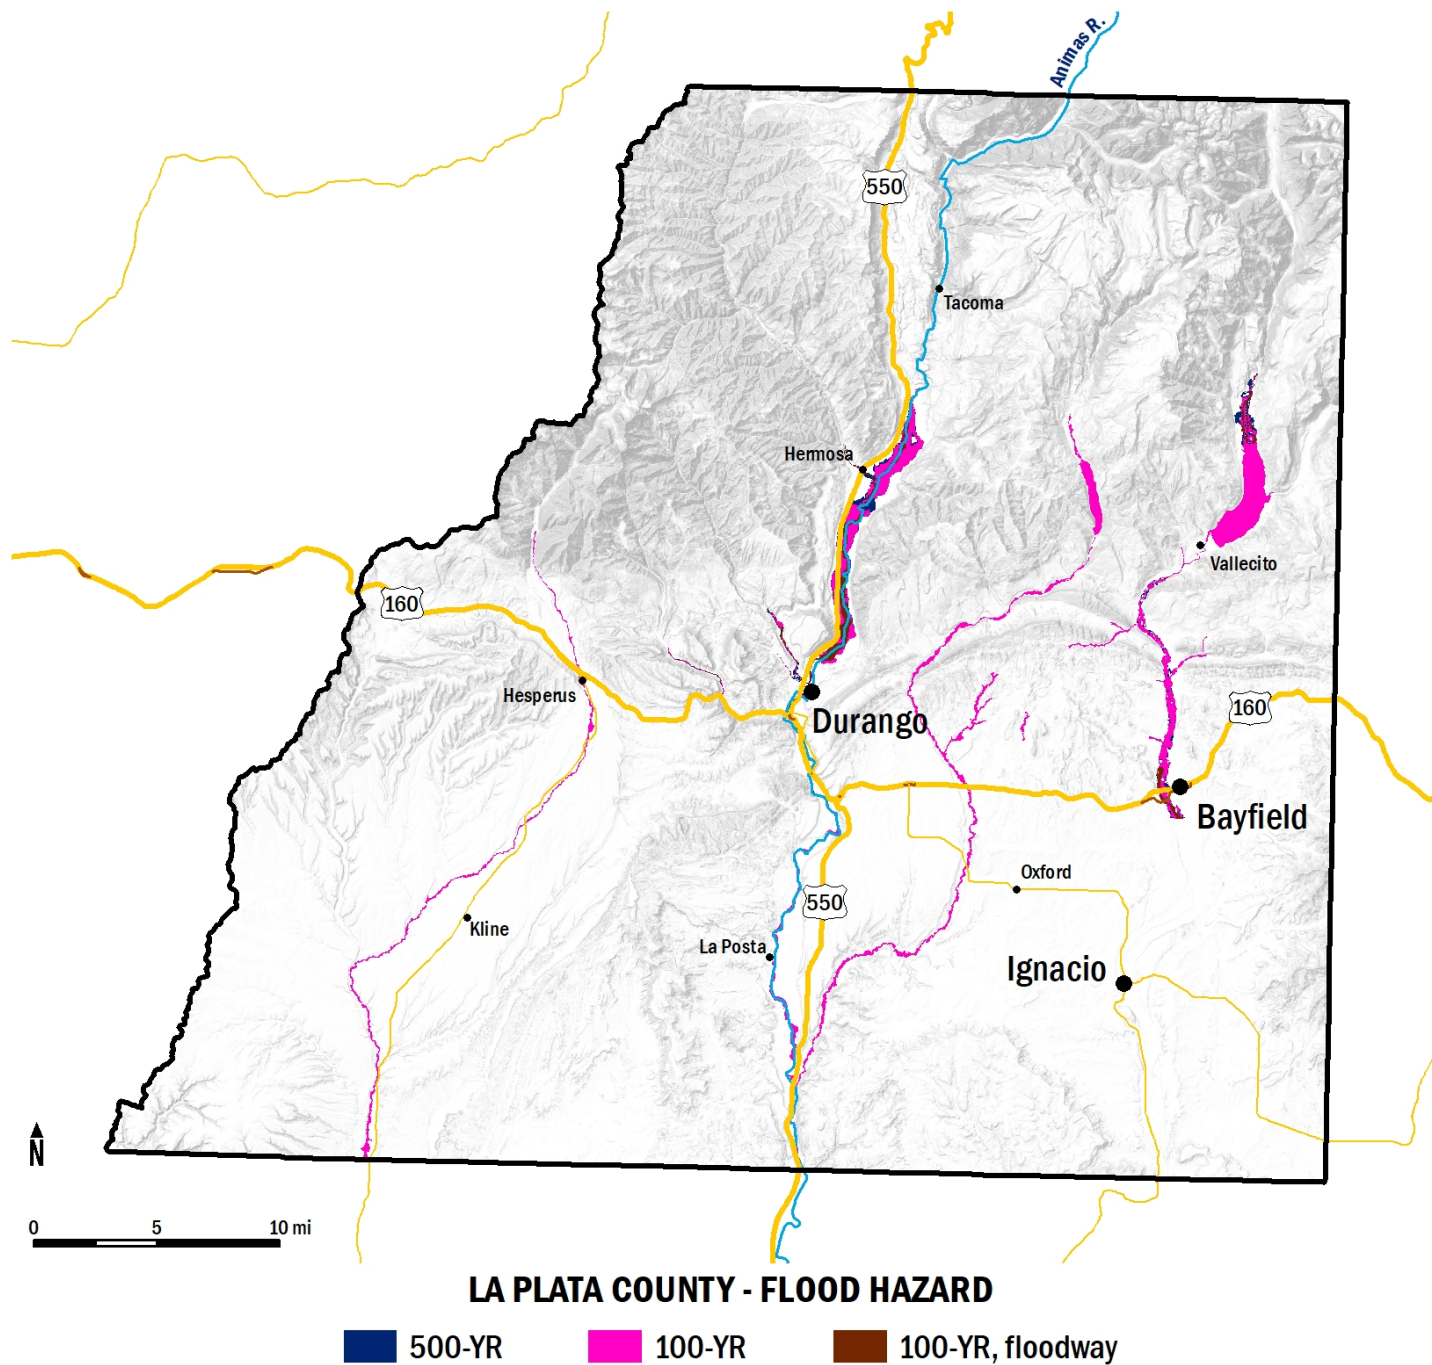 Animas R.
550
Tacoma
Hermosa
Vallecito
160
Hesperus
160
Durango
Bayfield
Oxford
550
Kline
La Posta
Ignacio
N
0 5 10 mi
LA PLATA COUNTY - FLOOD HAZARD
500-YR 100-YR 100-YR, floodway